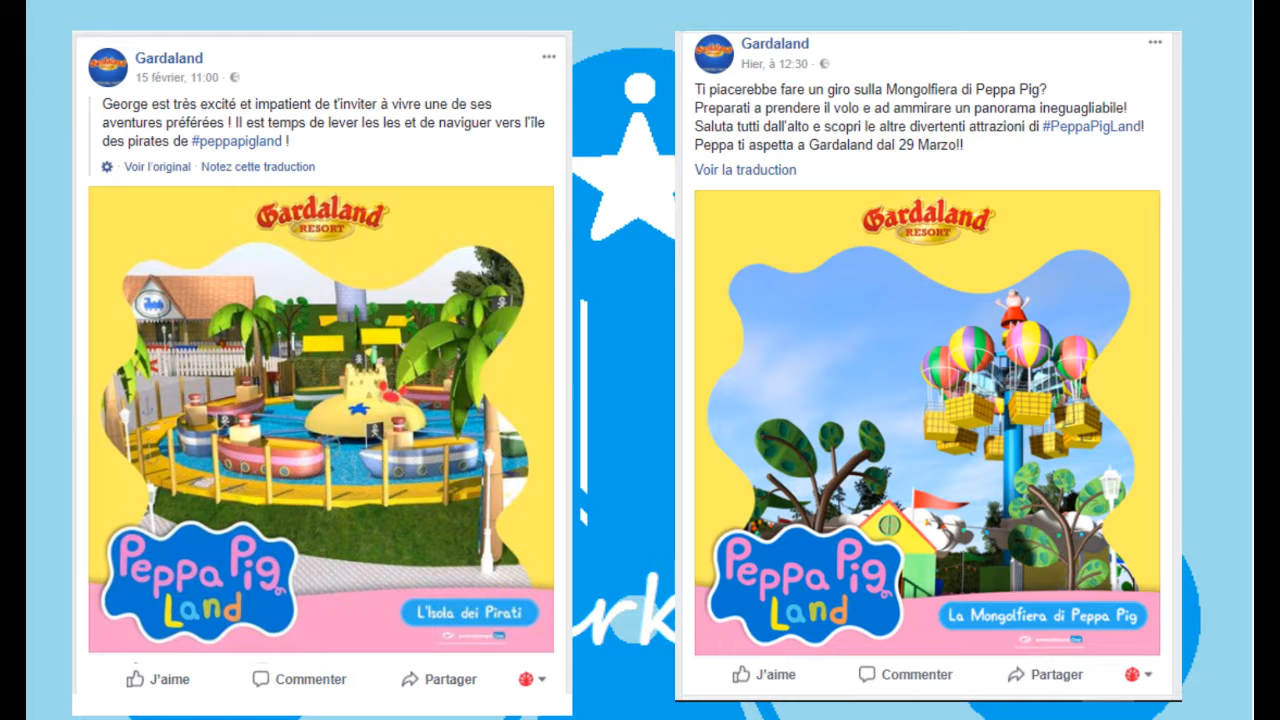 Gardaland
15 février, 11:00 ·
George est très excité et impatient de t'inviter à vivre une de ses
aventures préférées ! Il est temps de lever les les et de naviguer vers l'île
des pirates de #peppapigland !
· Voir l'original · Notez cette traduction
Gardaland
RESORT
Peppa Pig
Land
L'Isola dei Pirati
J'aime
Commenter
Partager
Gardaland
Hier, à 12:30 ·
Ti piacerebbe fare un giro sulla Mongolfiera di Peppa Pig?
Preparati a prendere il volo e ad ammirare un panorama ineguagliabile!
Saluta tutti dall'alto e scopri le altre divertenti attrazioni di #PeppaPigLand!
Peppa ti aspetta a Gardaland dal 29 Marzo!!
Voir la traduction
Gardaland
RESORT
Peppa Pig
Land
La Mongolfiera di Peppa Pig
J'aime
Commenter
Partager